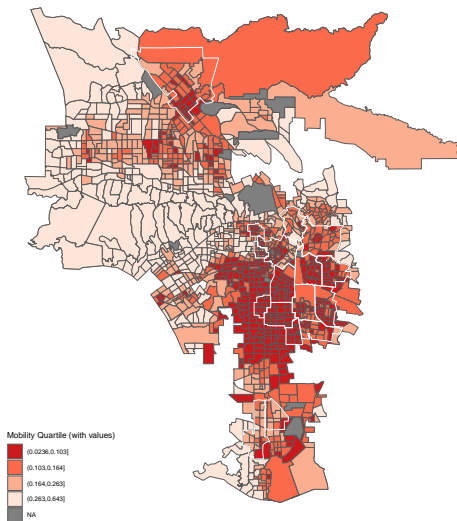 Mobility Quartile (with values)
(0.0236,0.103]
(0.103,0.164]
(0.164,0.263]
(0.263,0.643]
NA